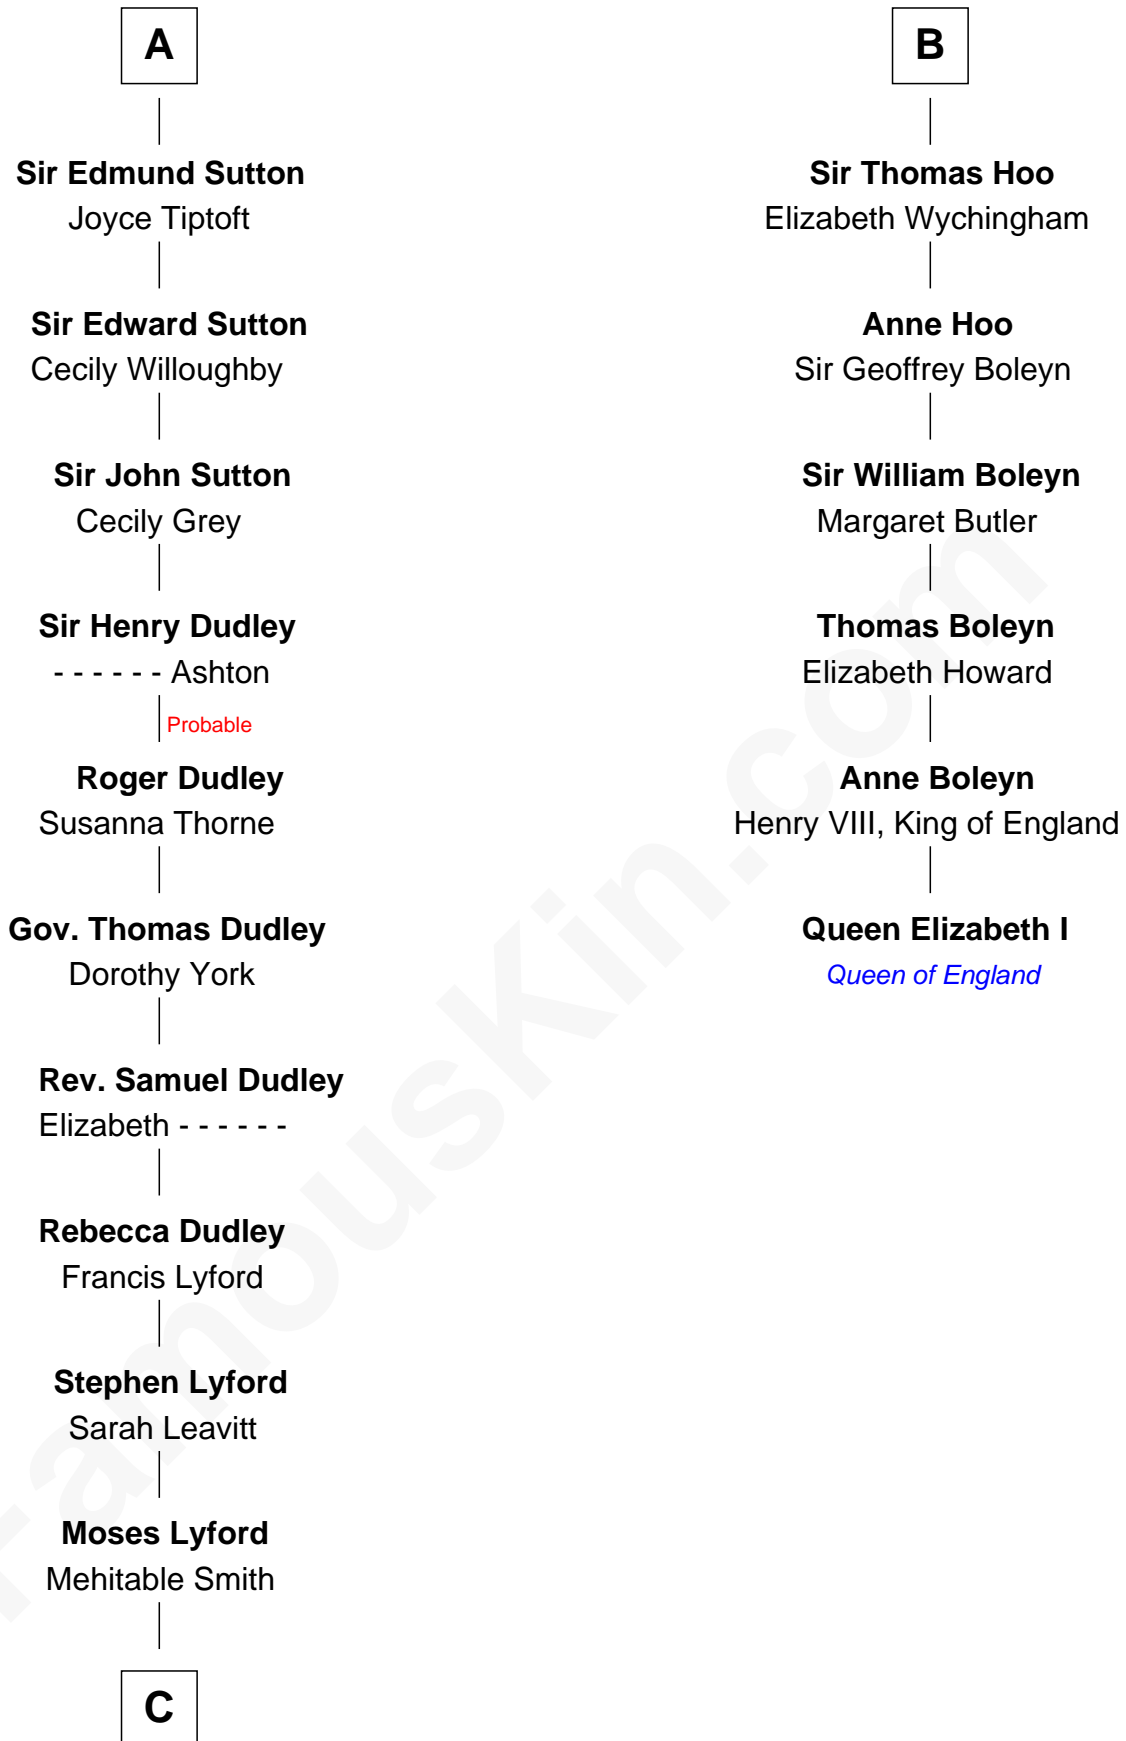 A
Sir Edmund Sutton
Joyce Tiptoft
Sir Edward Sutton
Cecily Willoughby
Sir John Sutton
Cecily Grey
Sir Henry Dudley
- - - - - - Ashton
Probable
Roger Dudley
Susanna Thorne
Gov. Thomas Dudley
Dorothy York
Rev. Samuel Dudley
Elizabeth - - - - - -
Rebecca Dudley
Francis Lyford
Stephen Lyford
Sarah Leavitt
Moses Lyford
Mehitable Smith
C
B
Sir Thomas Hoo
Elizabeth Wychingham
Anne Hoo
Sir Geoffrey Boleyn
Sir William Boleyn
Margaret Butler
Thomas Boleyn
Elizabeth Howard
Anne Boleyn
Henry VIII, King of England
Queen Elizabeth I
Queen of England
FamousKin.com